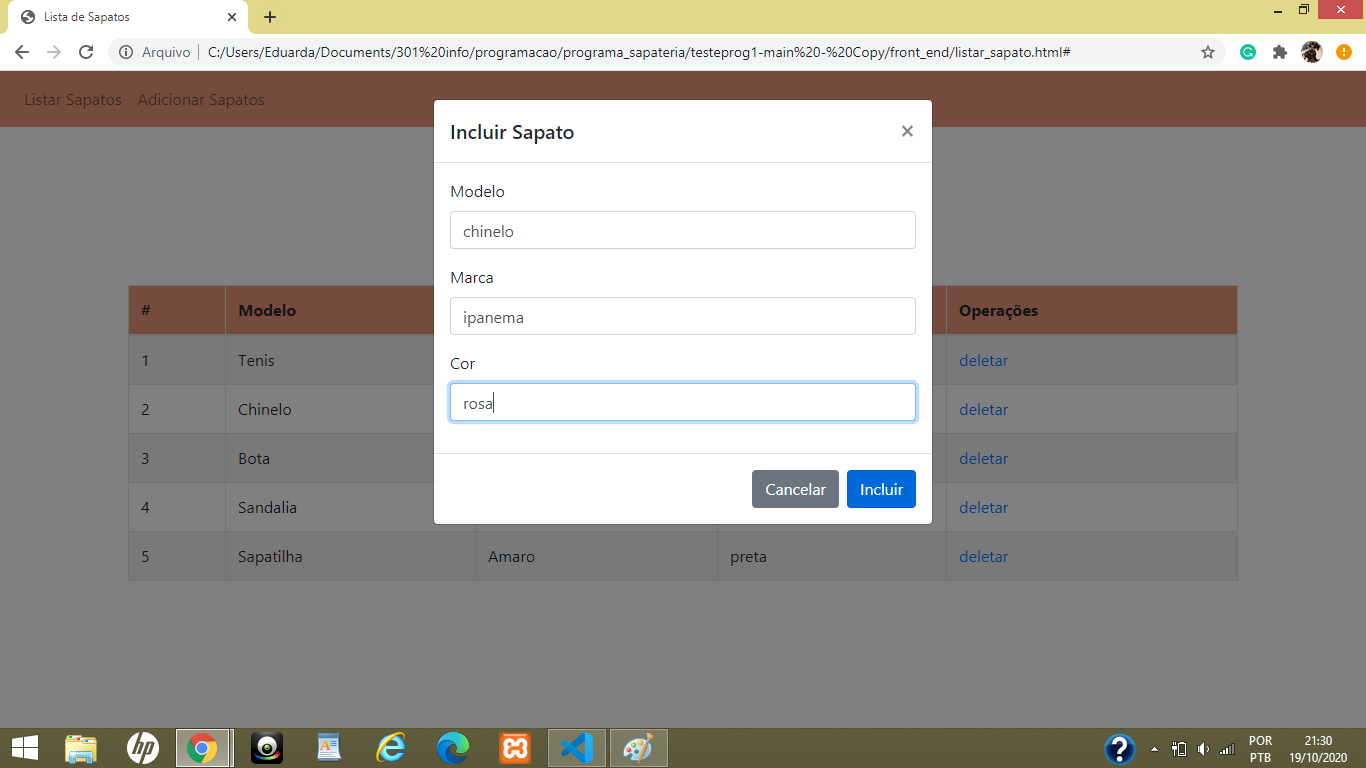 Lista de Sapatos
Arquivo C:/Users/Eduarda/Documents/301%20info/programacao/programa_sapateria/testeprog1-main%20-%20Copy/front_end/listar_sapato.html#
Listar Sapatos Adicionar Sapatos
Incluir Sapato
Modelo
chinelo
Marca
ipanema
Cor
rosa
Cancelar Incluir
# Modelo Operações
1 Tenis deletar
2 Chinelo deletar
3 Bota deletar
4 Sandalia deletar
5 Sapatilha Amaro preta deletar
hp
POR 21:30
PTB 19/10/2020